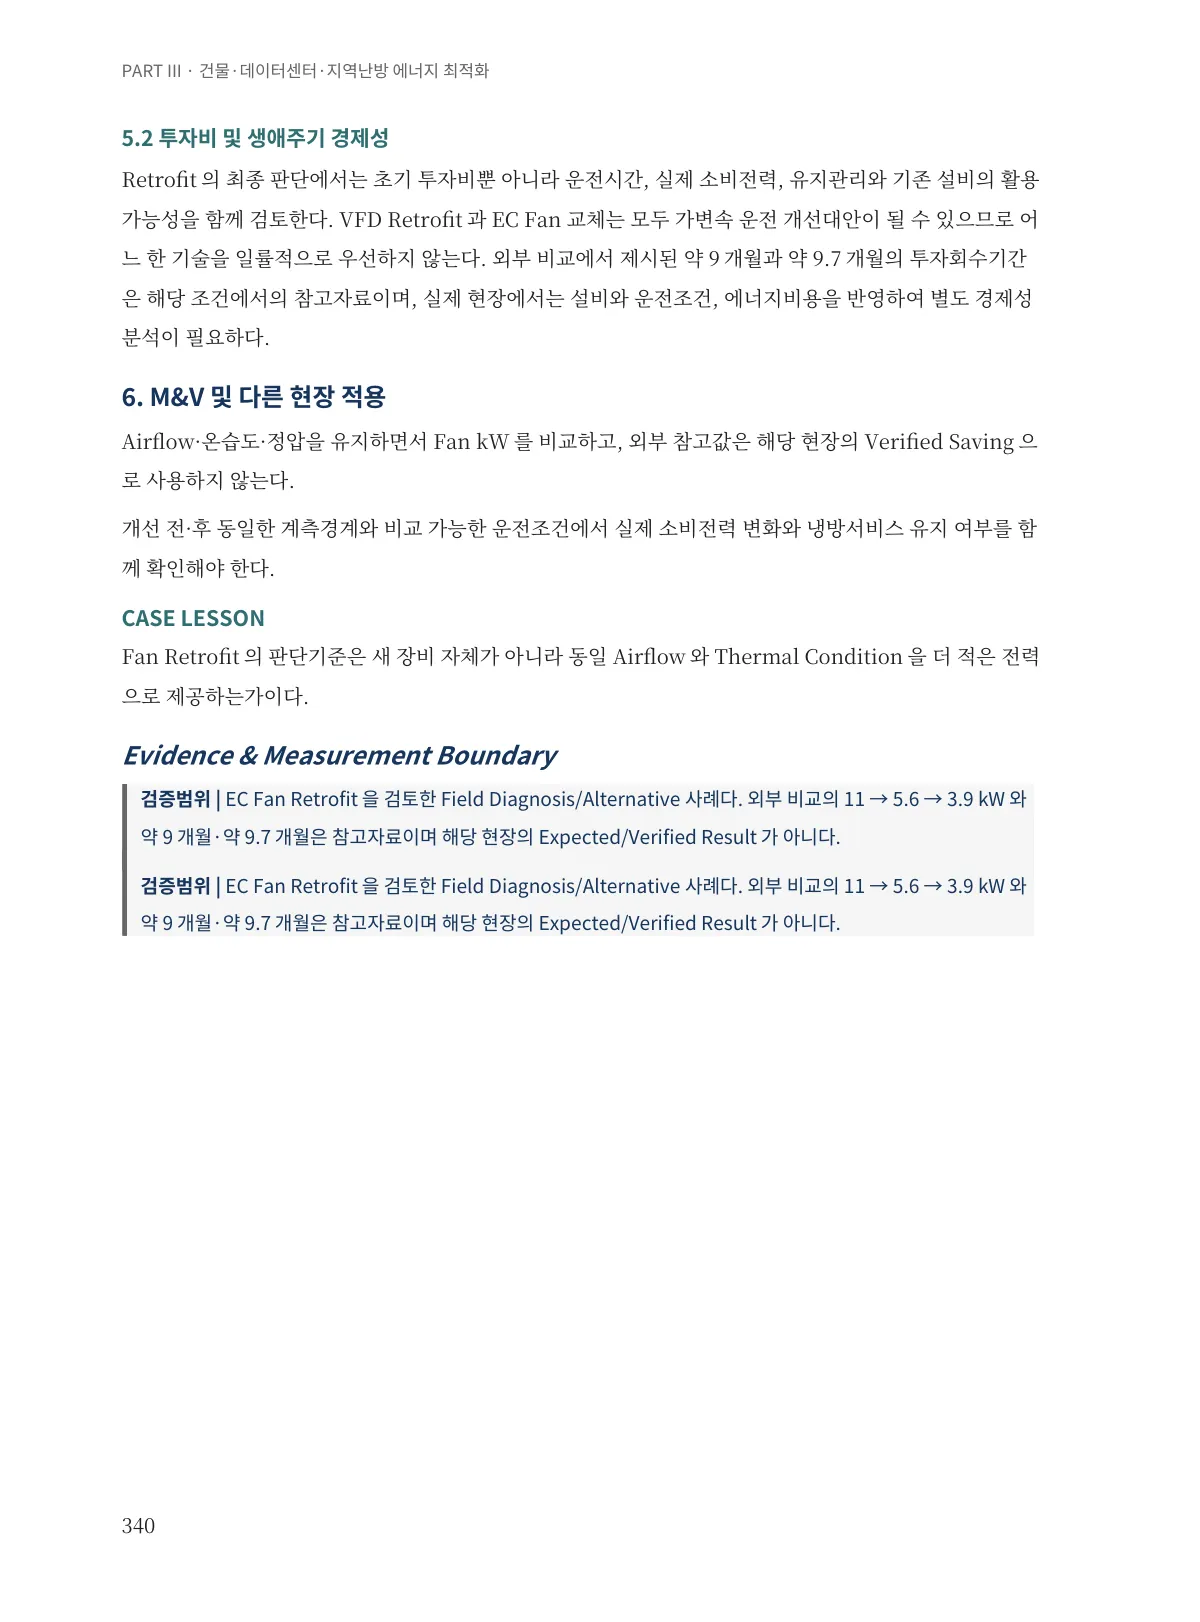 PART III · 건물·데이터센터·지역난방 에너지 최적화
5.2 투자비 및 생애주기 경제성
Retrofit의 최종 판단에서는 초기 투자비뿐 아니라 운전시간, 실제 소비전력, 유지관리와 기존 설비의 활용
가능성을 함께 검토한다. VFD Retrofit과 EC Fan 교체는 모두 가변속 운전 개선대안이 될 수 있으므로 어
느 한 기술을 일률적으로 우선하지 않는다. 외부 비교에서 제시된 약 9개월과 약 9.7개월의 투자회수기간
은 해당 조건에서의 참고자료이며, 실제 현장에서는 설비와 운전조건, 에너지비용을 반영하여 별도 경제성
분석이 필요하다.
6. M&V 및 다른 현장 적용
Airflow·온습도·정압을 유지하면서 Fan kW를 비교하고, 외부 참고값은 해당 현장의 Verified Saving으
로 사용하지 않는다.
개선 전·후 동일한 계측경계와 비교 가능한 운전조건에서 실제 소비전력 변화와 냉방서비스 유지 여부를 함
께 확인해야 한다.
CASE LESSON
Fan Retrofit의 판단기준은 새 장비 자체가 아니라 동일 Airflow와 Thermal Condition을 더 적은 전력
으로 제공하는가이다.
Evidence & Measurement Boundary
검증범위 | EC Fan Retrofit을 검토한 Field Diagnosis/Alternative 사례다. 외부 비교의 11 → 5.6 → 3.9 kW와
약 9개월·약 9.7개월은 참고자료이며 해당 현장의 Expected/Verified Result가 아니다.
검증범위 | EC Fan Retrofit을 검토한 Field Diagnosis/Alternative 사례다. 외부 비교의 11 → 5.6 → 3.9 kW와
약 9개월·약 9.7개월은 참고자료이며 해당 현장의 Expected/Verified Result가 아니다.
340